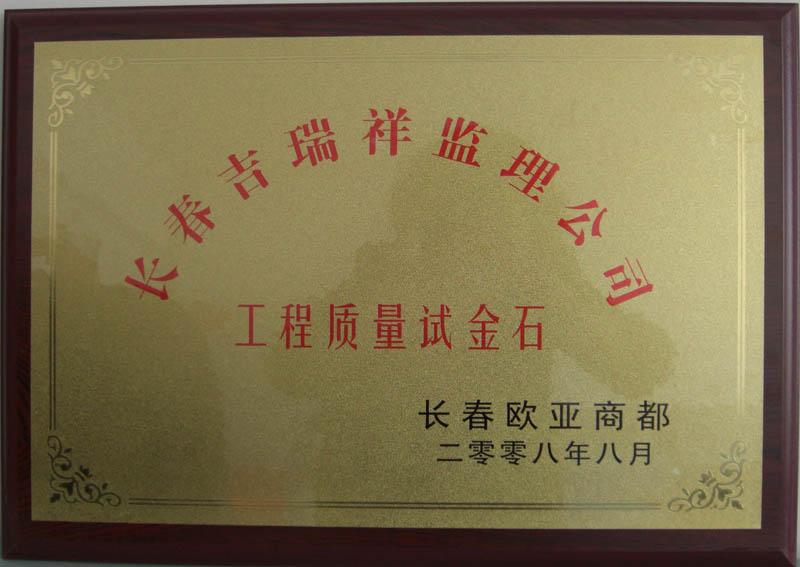 长春吉瑞祥监理公司
工程质量试金石
长春欧亚商都
二零零八年八月